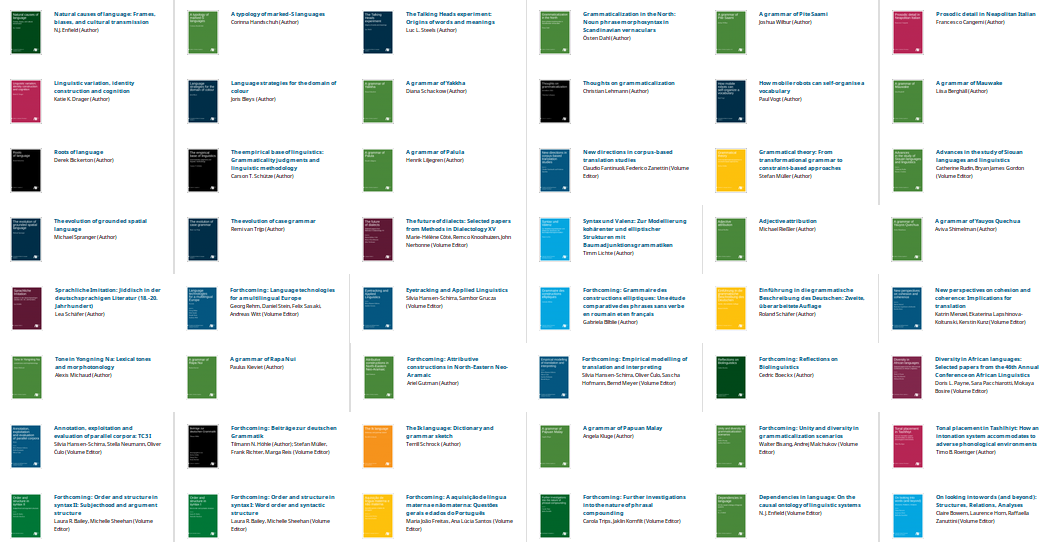 Natural causes of language: Frames,
biases, and cultural transmission
N.J. Enfield (Author)
A typology of marked-S languages
Corinna Handschuh (Author)
The Talking Heads
experiment:
Origins of words and meanings
Luc L. Steels (Author)
Grammaticalization in the North:
Noun phrase morphosyntax in
Scandinavian vernaculars
Östen Dahl (Author)
A grammar of Pite Saami
Joshua Wilbur (Author)
Prosodic detail in Neapolitan Italian
Francesco Cangemi (Author)
Linguistic variation, identity
construction and cognition
Katie K. Drager (Author)
Language strategies for the domain of
colour
Joris Bleys (Author)
A grammar of Yakkha
Diana Schackow (Author)
Thoughts on grammaticalization
Christian Lehmann (Author)
How mobile robots can self-organise a
vocabulary
Paul Vogt (Author)
A grammar of Mauwake
Liisa Berghäll (Author)
Roots of language
Derek Bickerton (Author)
The empirical base of linguistics:
Grammaticality judgments and
linguistic methodology
Carson T. Schütze (Author)
A grammar of Palula
Henrik Liljegren (Author)
New directions in corpus-based
translation studies
Claudio Fantinuoli, Federico Zanettin (Volume
Editor)
Grammatical theory: From
transformational grammar to
constraint-based approaches
Stefan Müller (Author)
Advances in the study of Siouan
languages and linguistics
Catherine Rudin, Bryan James Gordon
(Volume Editor)
The evolution of grounded spatial
language
Michael Spranger (Author)
The evolution of case grammar
Remi van Trijp (Author)
The future of dialects: Selected papers
from Methods in Dialectology XV
Marie-Hélène Côté, Remco Knooihuizen, John
Nerbonne (Volume Editor)
Syntax und Valenz: Zur Modellierung
kohärenter und elliptischer
Strukturen mit
Baumadjunktionsgrammatiken
Timm Lichte (Author)
Adjective attribution
Michael Rießler (Author)
A grammar of Yauyos Quechua
Aviva Shimelman (Author)
Sprachliche Imitation: Jiddisch in der
deutschsprachigen Literatur (18.-20.
Jahrhundert)
Lea Schäfer (Author)
Forthcoming: Language technologies
for a multilingual Europe
Georg Rehm, Daniel Stein, Felix Sasaki,
Andreas Witt (Volume Editor)
Eyetracking and Applied Linguistics
Silvia Hansen-Schirra, Sambor Grucza
(Volume Editor)
Forthcoming: Grammaire des
constructions elliptiques: Une étude
comparative des phrases sans verbe
en roumain et en français
Gabriela Bîlbîie (Author)
Einführung in die grammatische
Beschreibung des Deutschen: Zweite,
überarbeitete Auflage
Roland Schäfer (Author)
New perspectives on cohesion and
coherence: Implications for
translation
Katrin Menzel, Ekaterina Lapshinova-
Koltunski, Kerstin Kunz (Volume Editor)
Tone in Yongning Na: Lexical tones
and morphotonology
Alexis Michaud (Author)
A grammar of Rapa Nui
Paulus Kieviet (Author)
Forthcoming: Attributive
constructions in North-Eastern Neo-
Aramaic
Ariel Gutman (Author)
Forthcoming: Empirical modelling of
translation and interpreting
Silvia Hansen-Schirra, Oliver Čulo, Sascha
Hofmann, Bernd Meyer (Volume Editor)
Forthcoming: Reflections on
Biolinguistics
Cedric Boeckx (Author)
Diversity in African languages:
Selected papers from the 46th Annual
Conference on African Linguistics
Doris L. Payne, Sara Pacchiarotti, Mokaya
Bosire (Volume Editor)
Annotation, exploitation and
evaluation of parallel corpora: TC3 I
Silvia Hansen-Schirra, Stella Neumann, Oliver
Čulo (Volume Editor)
Forthcoming: Beiträge zur deutschen
Grammatik
Tilmann N. Höhle (Author); Stefan Müller,
Frank Richter, Marga Reis (Volume Editor)
The Ik language: Dictionary and
grammar sketch
Terrill Schrock (Author)
A grammar of Papuan Malay
Angela Kluge (Author)
Forthcoming: Unity and diversity in
grammaticalization scenarios
Walter Bisang, Andrej Malchukov (Volume
Editor)
Tonal placement in Tashlhiyt: How an
intonation system accommodates to
adverse phonological environments
Timo B. Roettger (Author)
Forthcoming: Order and structure in
syntax II: Subjecthood and argument
structure
Laura R. Bailey, Michelle Sheehan (Volume
Editor)
Forthcoming: Order and structure in
syntax I: Word order and syntactic
structure
Laura R. Bailey, Michelle Sheehan (Volume
Editor)
Forthcoming: A aquisição de língua
materna e não materna: Questões
gerais e dados do Português
Maria João Freitas, Ana Lúcia Santos (Volume
Editor)
Forthcoming: Further investigations
into the nature of phrasal
compounding
Carola Trips, Jaklin Kornfilt (Volume Editor)
Dependencies in language: On the
causal ontology of linguistic systems
N.J. Enfield (Volume Editor)
On looking into words (and beyond):
Structures, Relations, Analyses
Claire Bowern, Laurence Horn, Raffaella
Zanuttini (Volume Editor)